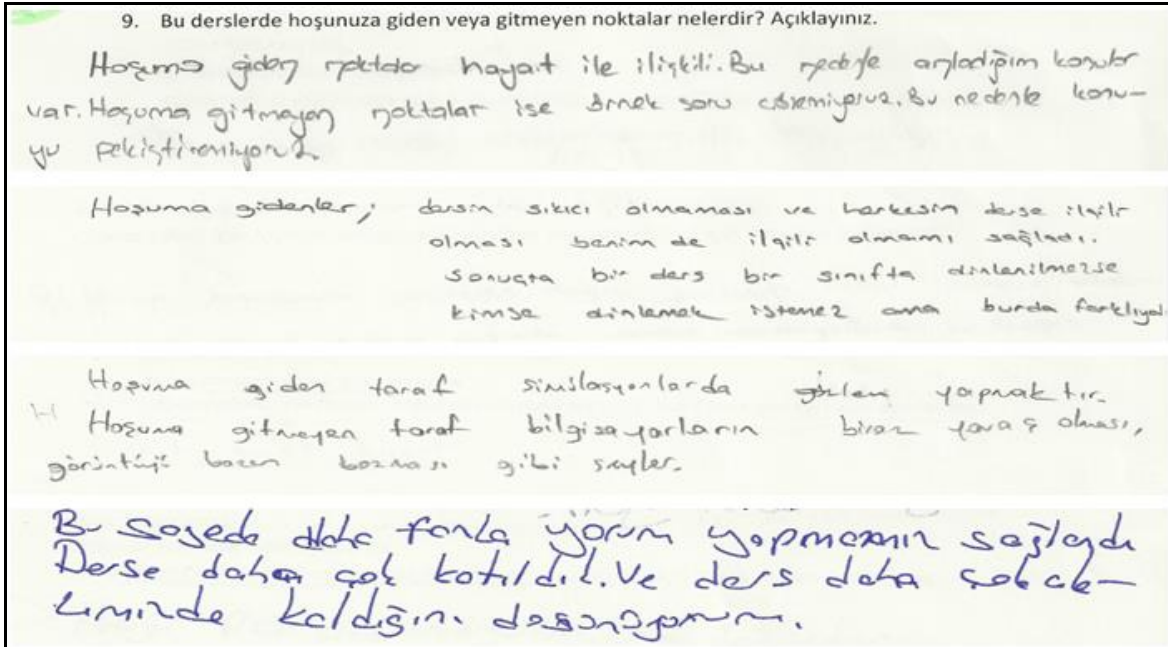 9. Bu derslerde hoşunuza giden veya gitmeyen noktalar nelerdir? Açıklayınız.
Hoşuma giden noktalar hayat ile ilişkili. Bu nedenle anladığım konular
var. Hoşuma gitmeyen noktalar ise örnek soru çözemiyoruz. Bu nedenle konu-
yu pekiştiremiyoruz.
Hoşuma gidenler; dersin sıkıcı olmaması ve herkesin derse ilgili
olması benim de ilgili olmamı sağladı.
Sonuçta bir ders bir sınıfta dinlenilmezse
kimse dinlemek istemez ama burda farklıydı.
Hoşuma giden taraf simülasyonlarda gözlem yapmaktır.
Hoşuma gitmeyen taraf bilgisayarların biraz yavaş olması,
görüntüyü bazen bozması gibi şeyler.
Bu sayede daha fazla yorum yapmamızı sağladı
Derse daha çok katıldık. Ve ders daha çok ak-
lımızda kaldığını düşünüyorum.